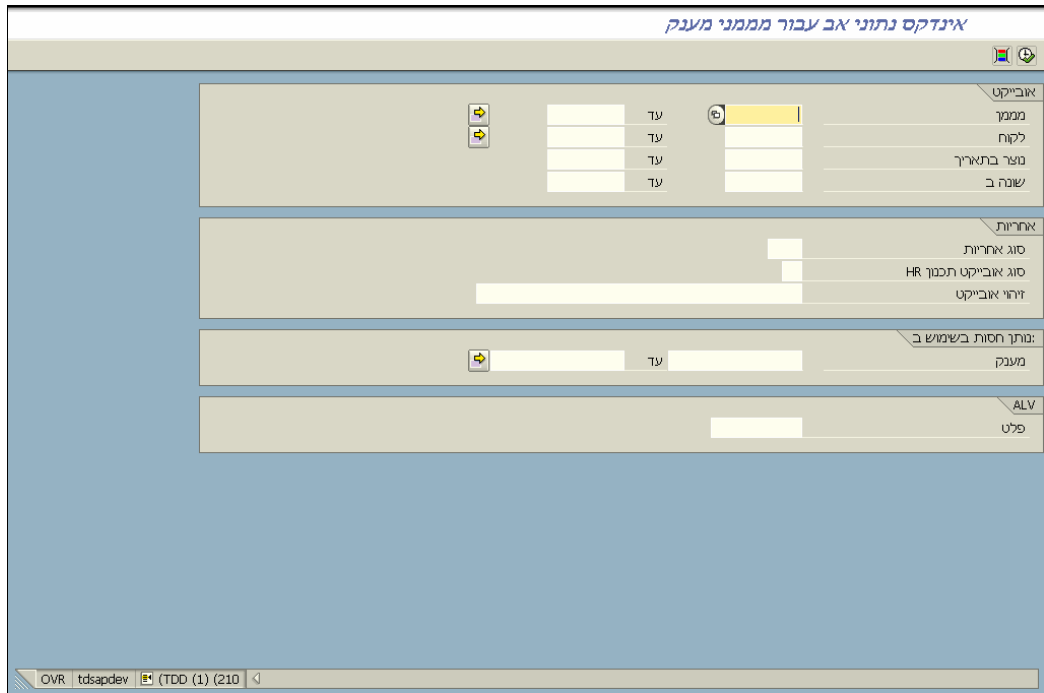 אינדקס נתוני אב עבור מממני מענק
אובייקט
מממן עד
לקוח עד
נוצר בתאריך עד
שונה ב עד
אחריות
סוג אחריות
סוג אובייקט תכנון HR
זיהוי אובייקט
נותן חסות בשימוש ב:
מענק עד
ALV
פלט
OVR tdsapdev (TDD (1) (210